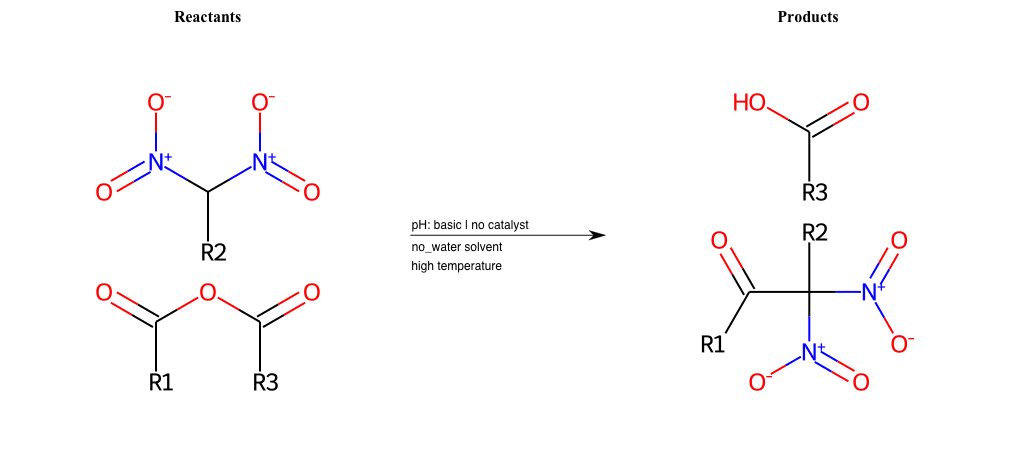 Reactants Products
O⁻ O⁻
HO O
N⁺ N⁺
O O
R3
R2
R2
O O
O O O
N⁺
R1
O⁻
N⁺
R1 R3
O⁻ O
pH: basic | no catalyst
no_water solvent
high temperature